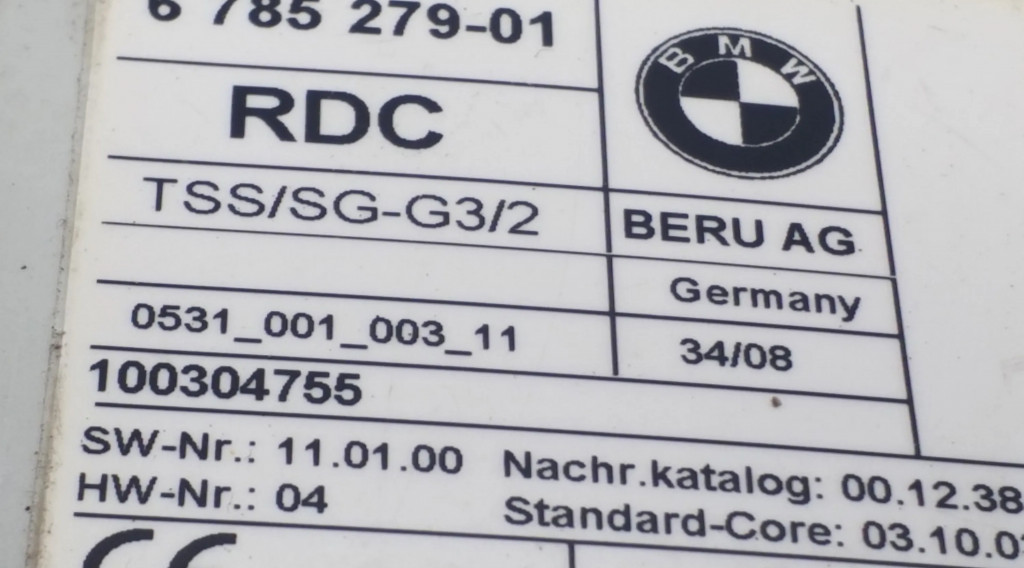 6 785 279-01
BMW
RDC
TSS/SG-G3/2
BERU AG
Germany
0531_001_003_11
34/08
100304755
SW-Nr.: 11.01.00
Nachr.katalog: 00.12.38
HW-Nr.: 04
Standard-Core: 03.10.0
CE